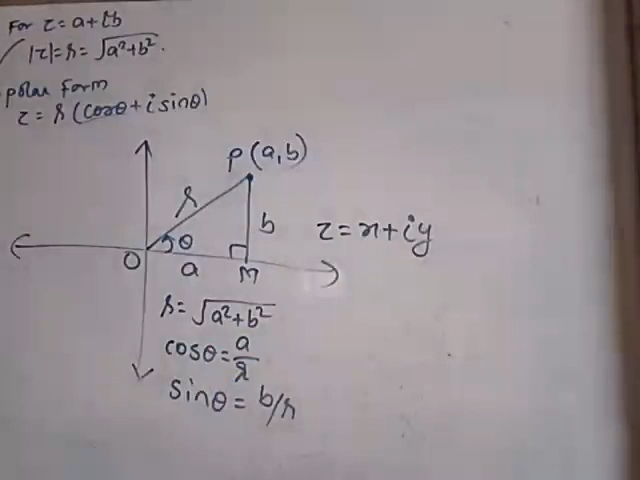 For z = a+ib
|z| = r = √a²+b².
polar form
z = r (cosθ + i sinθ)
P(a,b)
r
b
z = x+iy
θ
O
a
M
r = √a²+b²
cosθ = a/r
sinθ = b/r